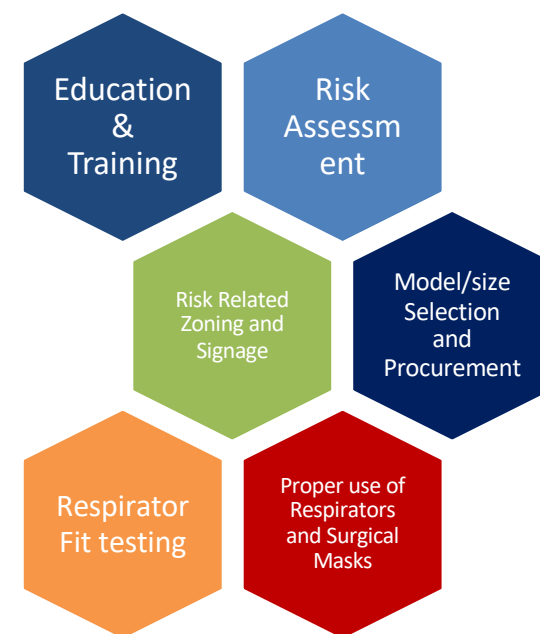 Education
&
Training
Risk
Assessm
ent
Risk Related
Zoning and
Signage
Model/size
Selection
and
Procurement
Respirator
Fit testing
Proper use of
Respirators
and Surgical
Masks